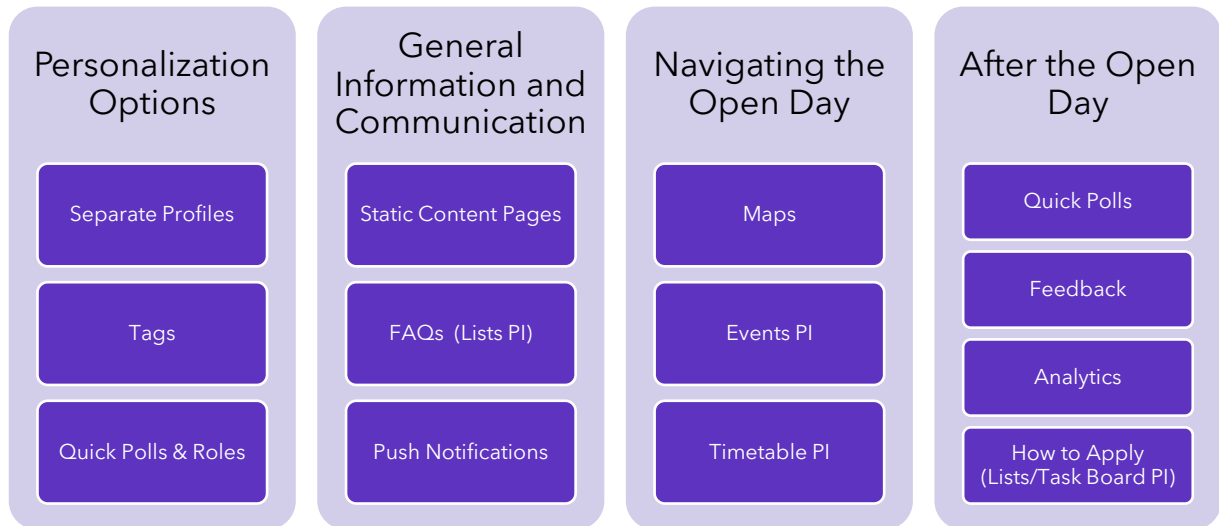 Personalization
Options
Separate Profiles
Tags
Quick Polls & Roles
General
Information and
Communication
Static Content Pages
FAQs (Lists PI)
Push Notifications
Navigating the
Open Day
Maps
Events PI
Timetable PI
After the Open
Day
Quick Polls
Feedback
Analytics
How to Apply
(Lists/Task Board PI)